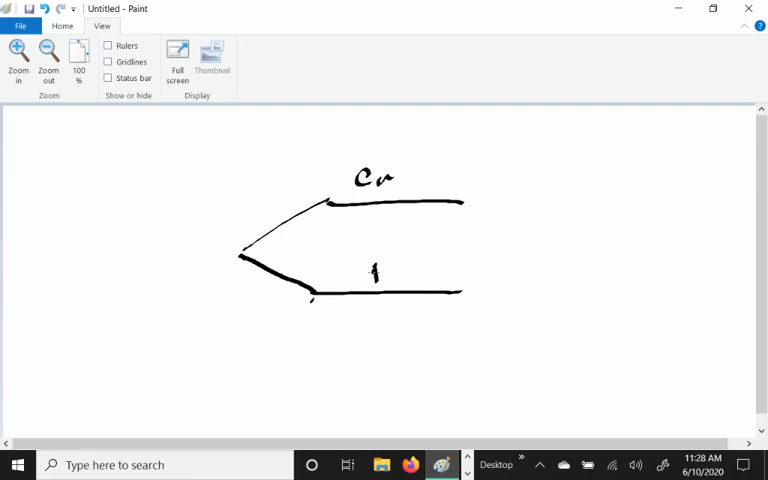 Untitled - Paint
File Home View
Zoom in
Zoom out
100 %
Rulers
Gridlines
Status bar
Full screen
Thumbnail
Zoom
Show or hide
Display
Cr
Type here to search
Desktop
11:28 AM
6/10/2020